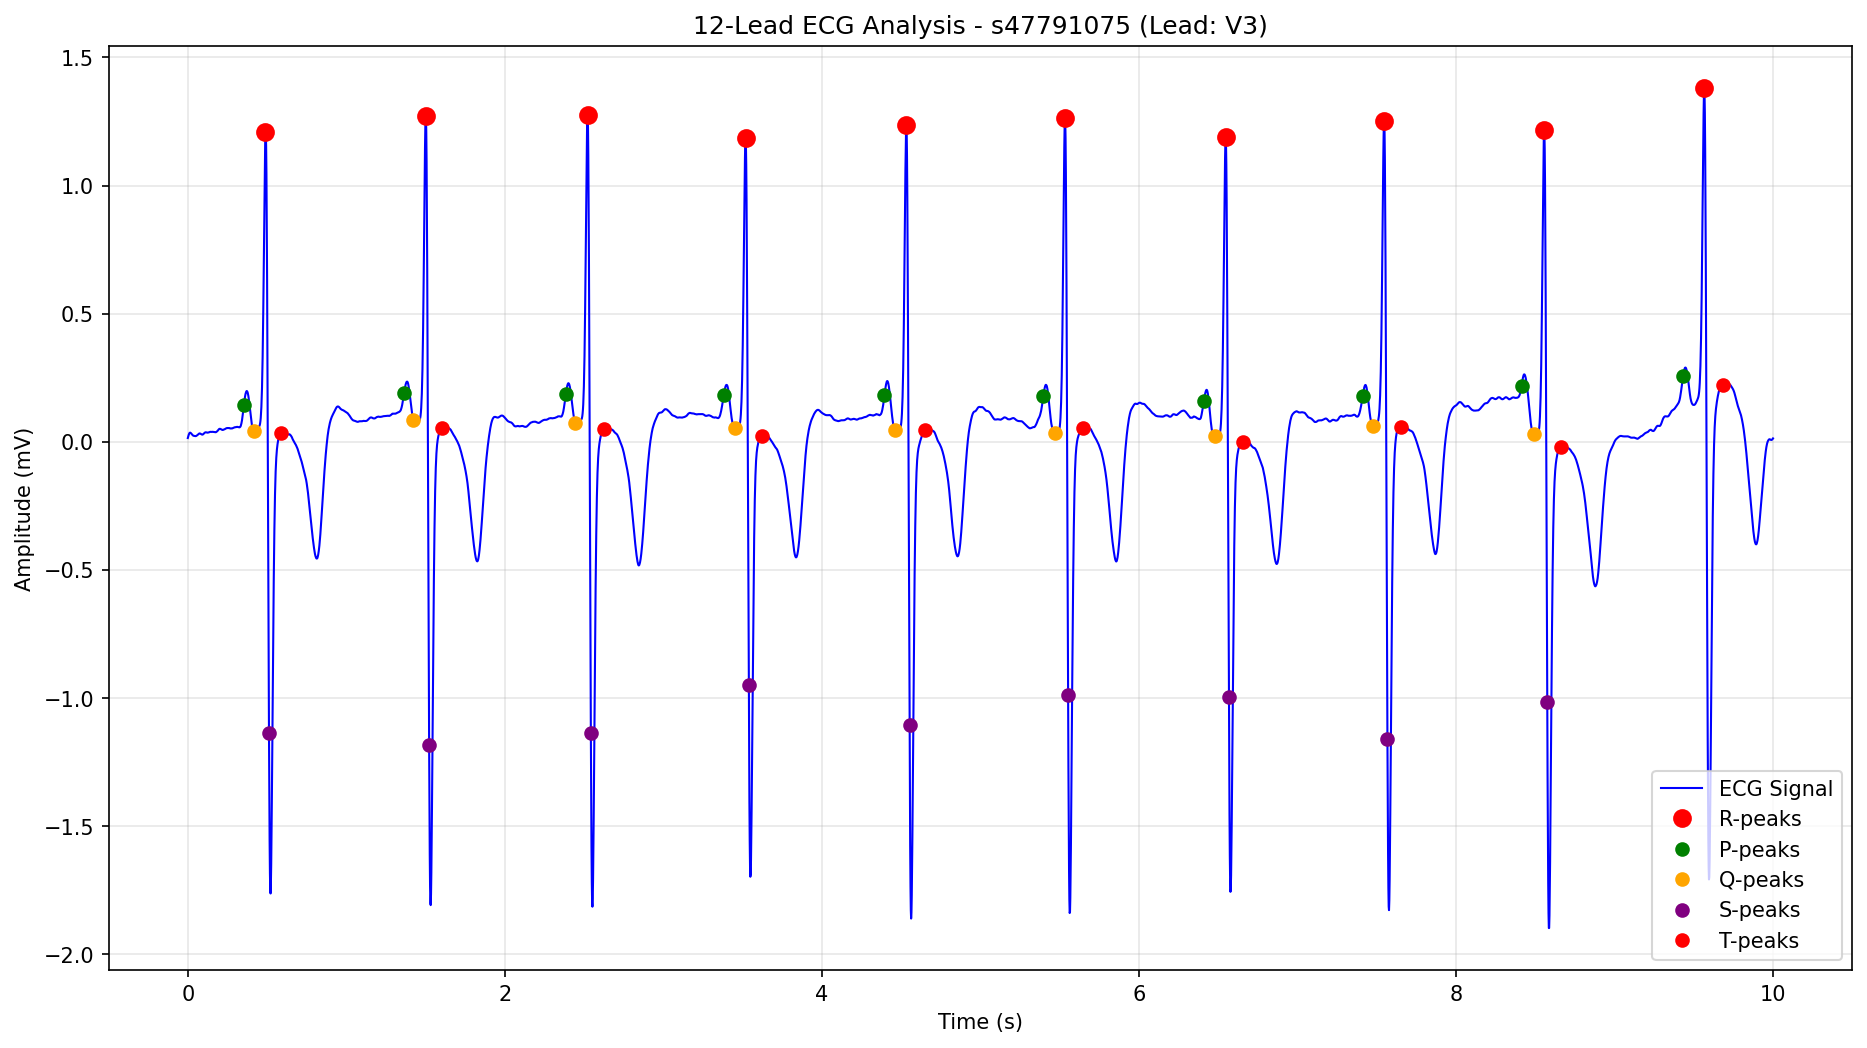 12-Lead ECG Analysis - s47791075 (Lead: V3)
1.5
1.0
0.5
0.0
−0.5
−1.0
−1.5
−2.0
Amplitude (mV)
0 2 4 6 8 10
Time (s)
ECG Signal
R-peaks
P-peaks
Q-peaks
S-peaks
T-peaks